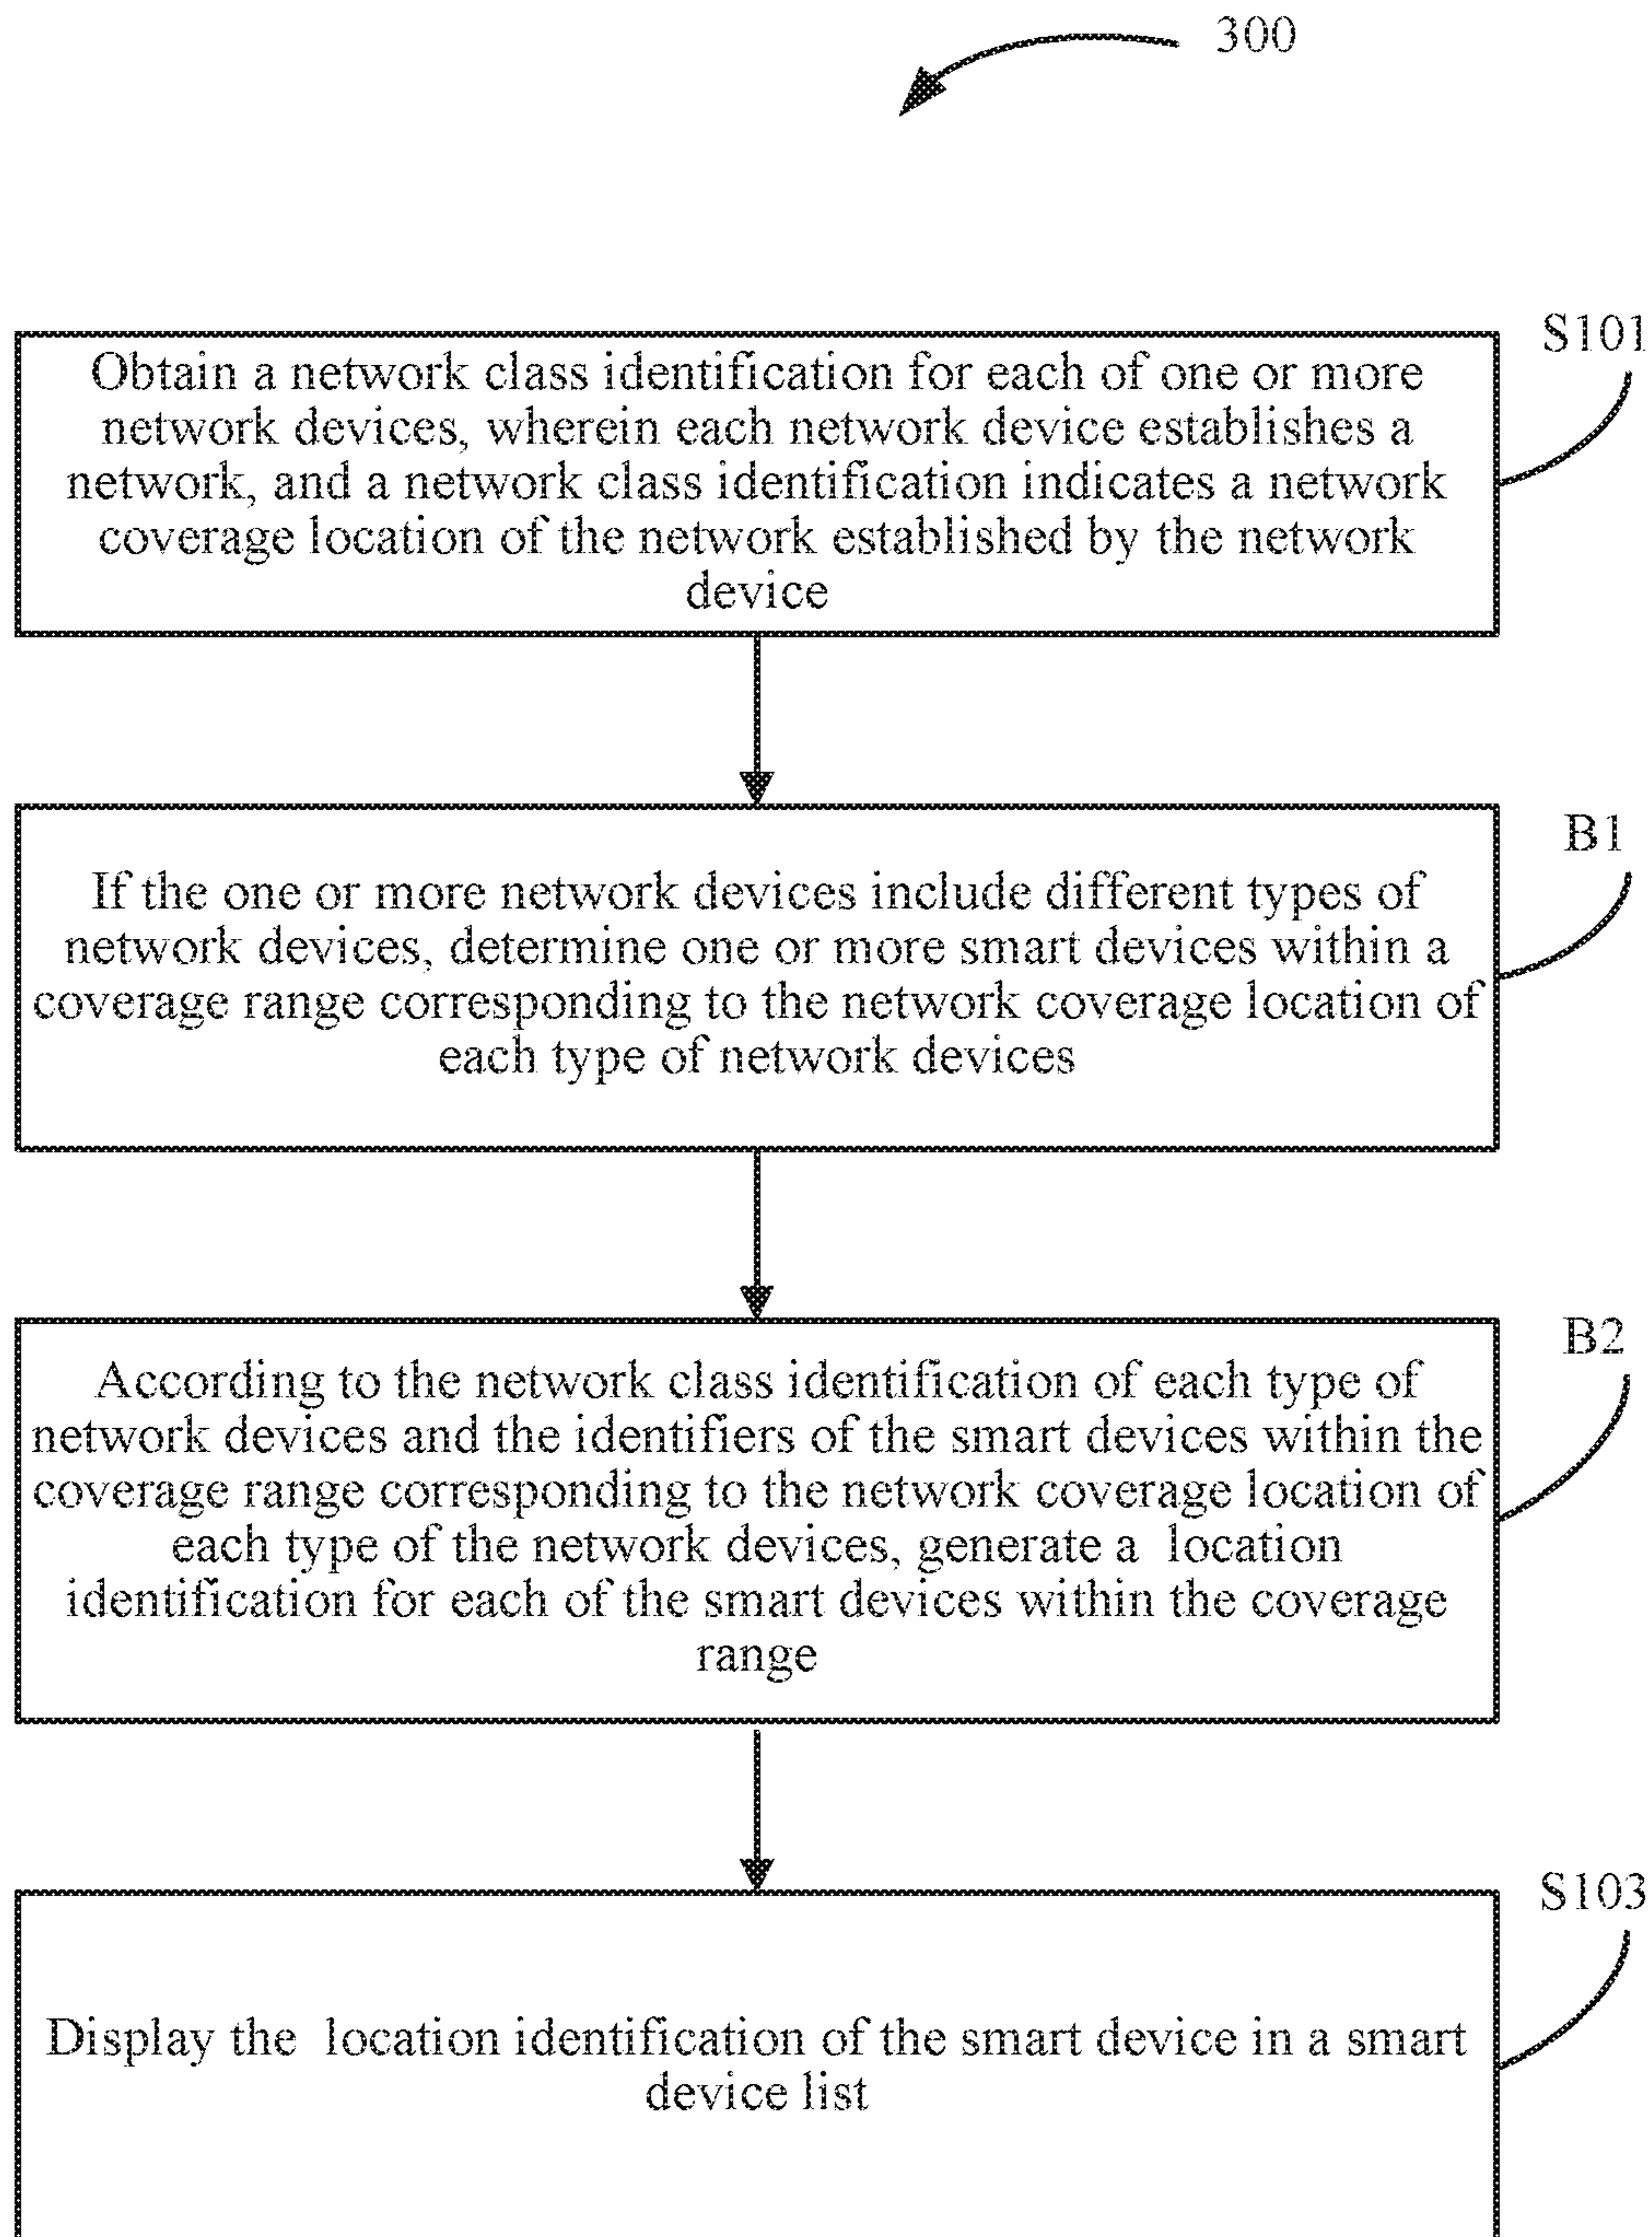 300
S101
Obtain a network class identification for each of one or more
network devices, wherein each network device establishes a
network, and a network class identification indicates a network
coverage location of the network established by the network
device
B1
If the one or more network devices include different types of
network devices, determine one or more smart devices within a
coverage range corresponding to the network coverage location of
each type of network devices
B2
According to the network class identification of each type of
network devices and the identifiers of the smart devices within the
coverage range corresponding to the network coverage location of
each type of the network devices, generate a location
identification for each of the smart devices within the coverage
range
S103
Display the location identification of the smart device in a smart
device list